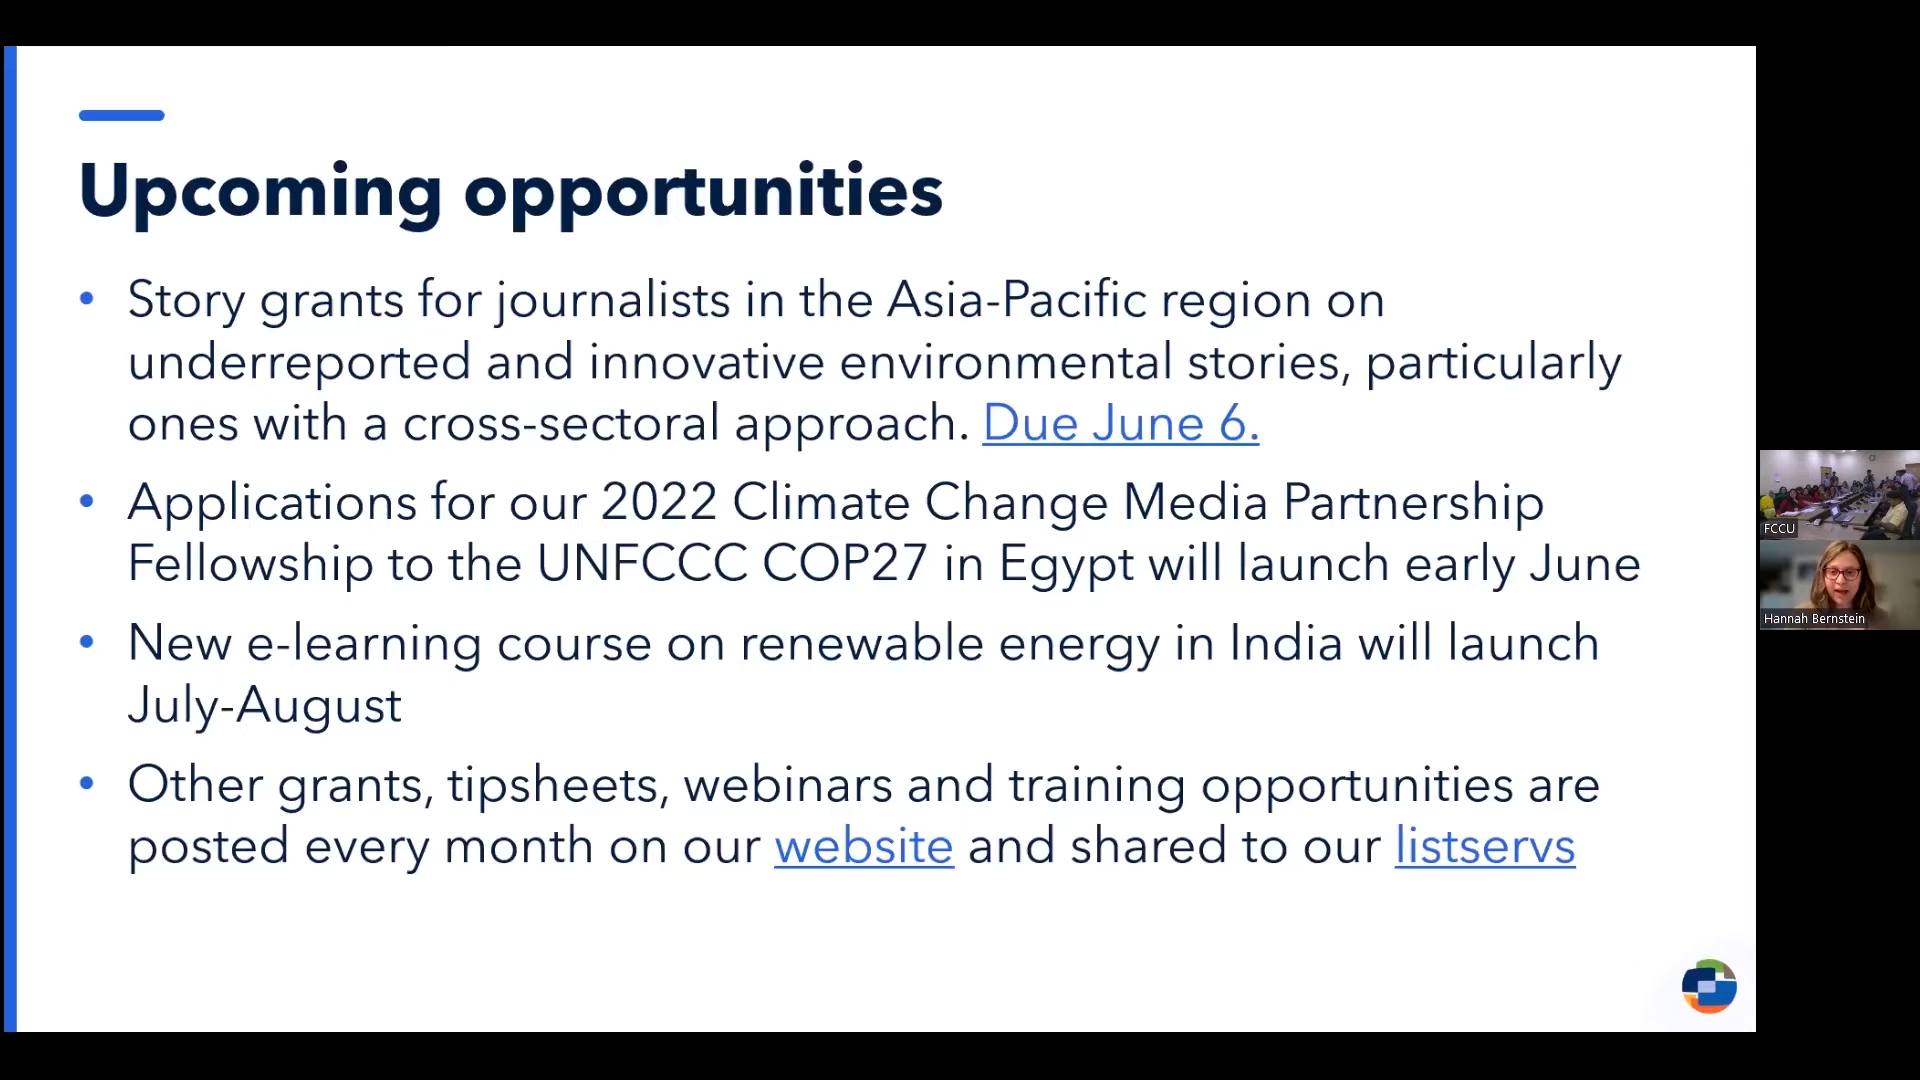 Upcoming opportunities
• Story grants for journalists in the Asia-Pacific region on
underreported and innovative environmental stories, particularly
ones with a cross-sectoral approach. Due June 6.
• Applications for our 2022 Climate Change Media Partnership
Fellowship to the UNFCCC COP27 in Egypt will launch early June
• New e-learning course on renewable energy in India will launch
July-August
• Other grants, tipsheets, webinars and training opportunities are
posted every month on our website and shared to our listservs
FCCU
Hannah Bernstein